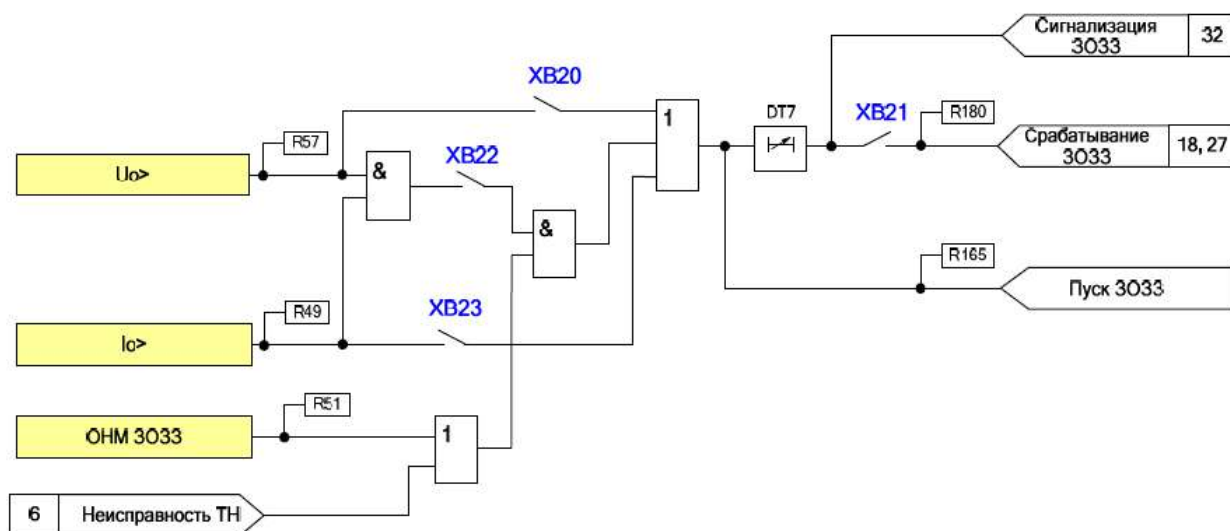 Сигнализация
ЗОЗЗ
32
XB20
DT7
XB21
R180
1
R57
Срабатывание
ЗОЗЗ
18, 27
Uo>
&
XB22
&
R165
R49
XB23
Пуск ЗОЗЗ
Io>
R51
ОНМ ЗОЗЗ
1
6
Неисправность ТН